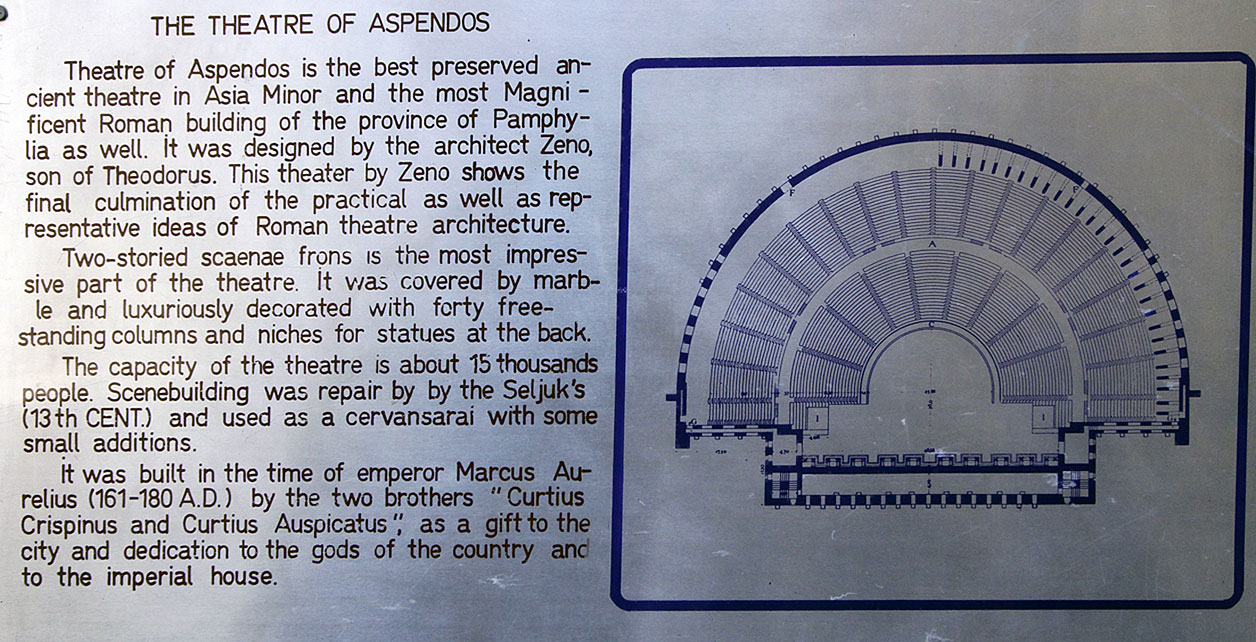 THE THEATRE OF ASPENDOS
Theatre of Aspendos is the best preserved an-
cient theatre in Asia Minor and the most Magni-
ficent Roman building of the province of Pamphy-
lia as well. İt was designed by the architect Zeno,
son of Theodorus. This theater by Zeno shows the
final culmination of the practical as well as rep-
resentative ideas of Roman theatre architecture.
Two-storied scaenae frons is the most impres-
sive part of the theatre. İt was covered by marb-
le and luxuriously decorated with forty free-
standing columns and niches for statues at the back.
The capacity of the theatre is about 15 thousands
people. Scenebuilding was repair by by the Seljuk's
(13th CENT.) and used as a cervansarai with some
small additions.
İt was built in the time of emperor Marcus Au-
relius (161-180 A.D.) by the two brothers "Curtius
Crispinus and Curtius Auspicatus", as a gift to the
city and dedication to the gods of the country and
to the imperial house.
F
F
A
C
1
1